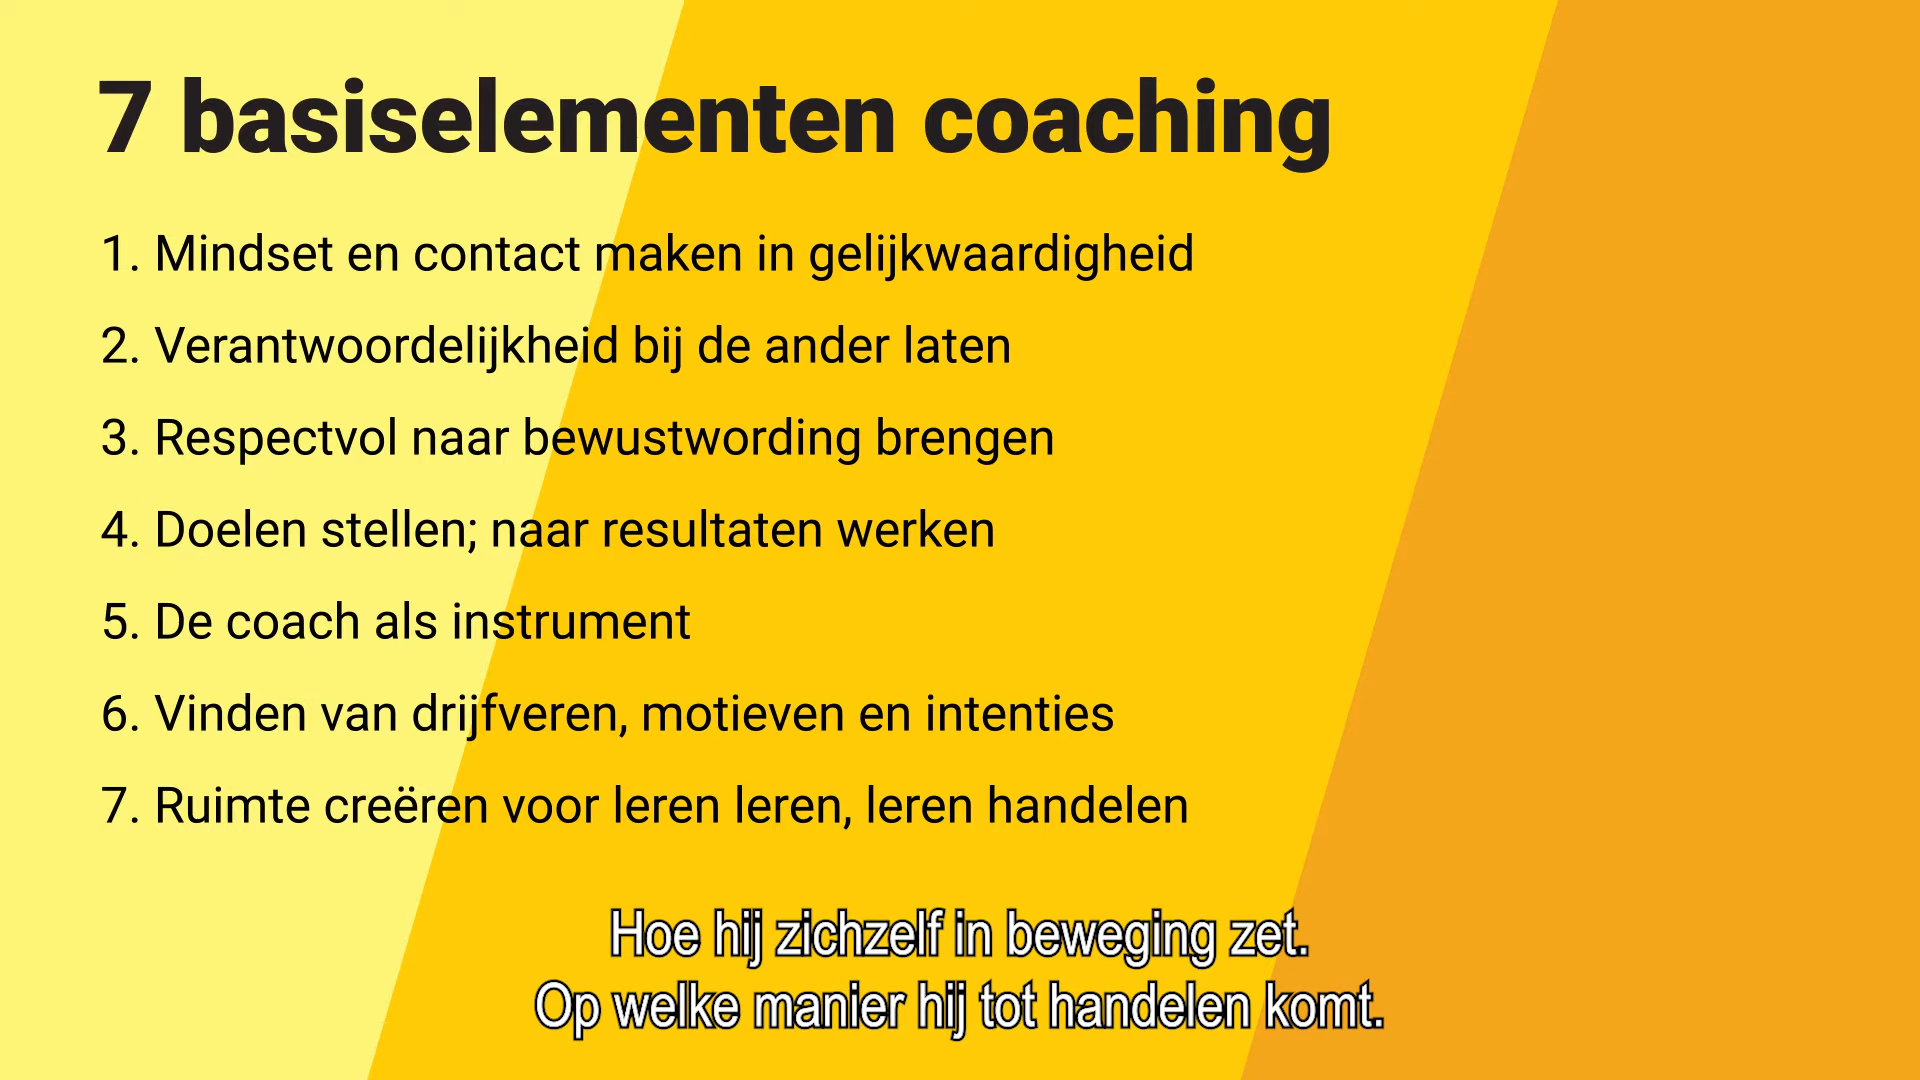 7 basiselementen coaching
1. Mindset en contact maken in gelijkwaardigheid
2. Verantwoordelijkheid bij de ander laten
3. Respectvol naar bewustwording brengen
4. Doelen stellen; naar resultaten werken
5. De coach als instrument
6. Vinden van drijfveren, motieven en intenties
7. Ruimte creëren voor leren leren, leren handelen
Hoe hij zichzelf in beweging zet.
Op welke manier hij tot handelen komt.